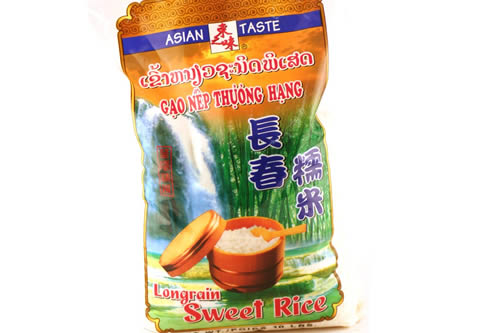 ASIAN TASTE
東之味
®
ເຂົ້າຫນຽວຊະນິດພິເສດ
GẠO NẾP THƯỢNG HẠNG
長春
糯米
Longrain
Sweet Rice